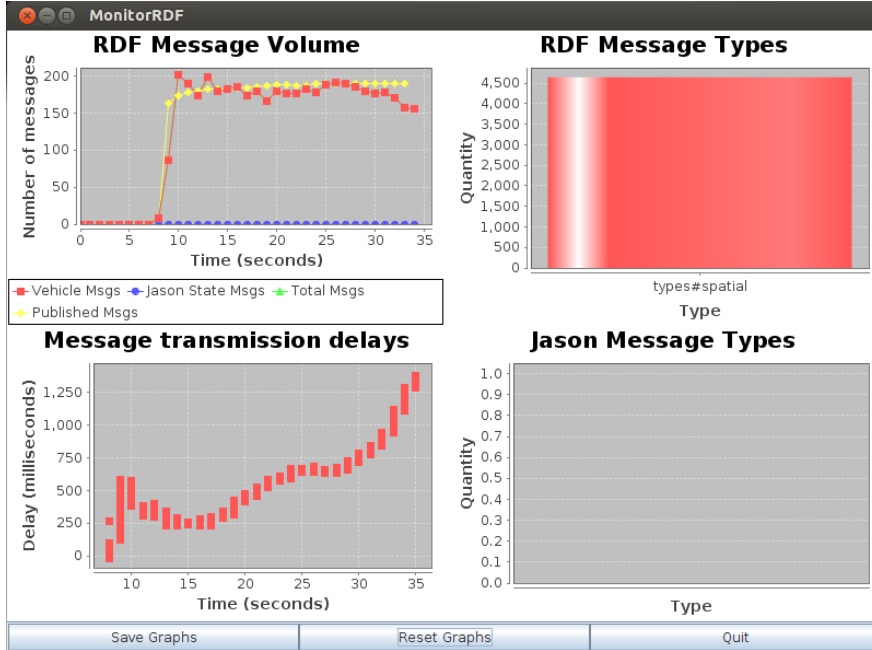 MonitorRDF
RDF Message Volume
Number of messages
200
150
100
50
0
0 5 10 15 20 25 30 35
Time (seconds)
Vehicle Msgs Jason State Msgs Total Msgs
Published Msgs
RDF Message Types
Quantity
4,500
4,000
3,500
3,000
2,500
2,000
1,500
1,000
500
0
types#spatial
Type
Message transmission delays
Delay (milliseconds)
1,250
1,000
750
500
250
0
10 15 20 25 30 35
Time (seconds)
Jason Message Types
Quantity
1.0
0.9
0.8
0.7
0.6
0.5
0.4
0.3
0.2
0.1
0.0
Type
Save Graphs
Reset Graphs
Quit